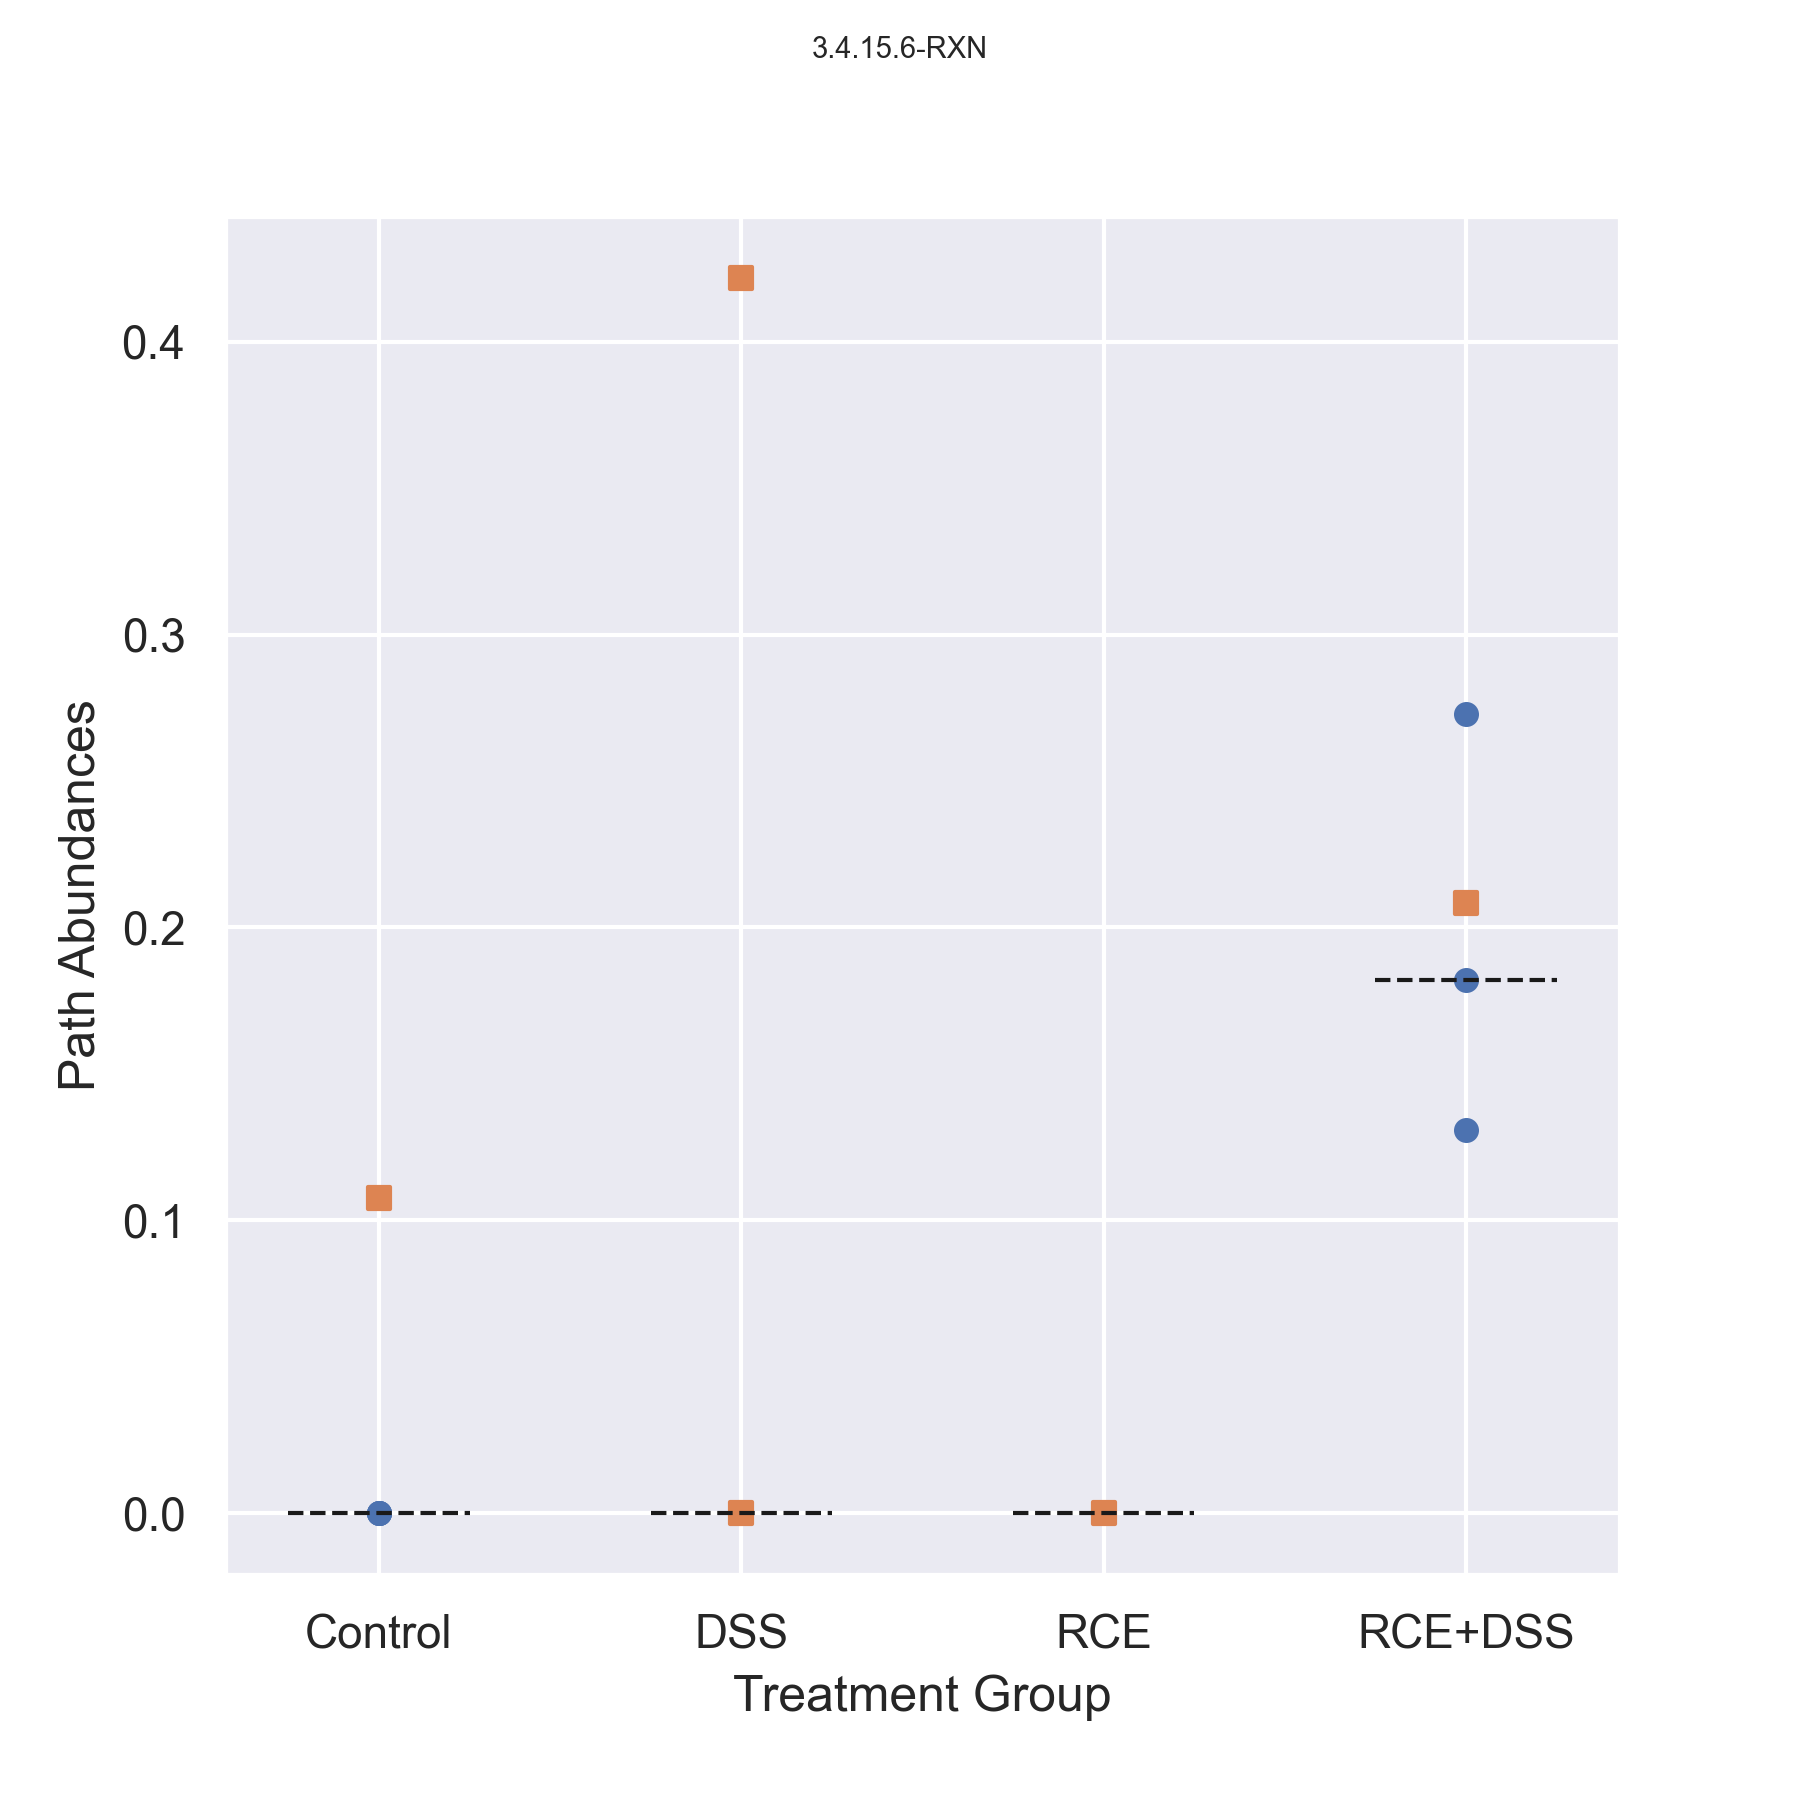 3.4.15.6-RXN
0.4
0.3
0.2
0.1
0.0
Path Abundances
Control DSS RCE RCE+DSS
Treatment Group